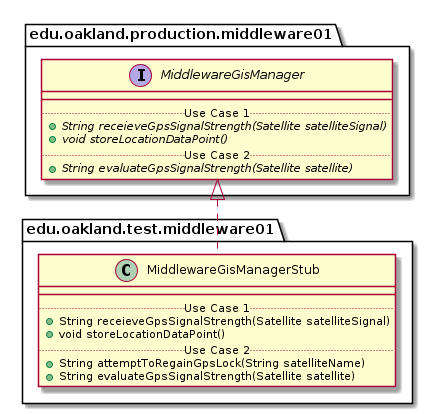 edu.oakland.production.middleware01
I MiddlewareGisManager
Use Case 1
String receieveGpsSignalStrength(Satellite satelliteSignal)
void storeLocationDataPoint()
Use Case 2
String evaluateGpsSignalStrength(Satellite satellite)
edu.oakland.test.middleware01
C MiddlewareGisManagerStub
Use Case 1
String receieveGpsSignalStrength(Satellite satelliteSignal)
void storeLocationDataPoint()
Use Case 2
String attemptToRegainGpsLock(String satelliteName)
String evaluateGpsSignalStrength(Satellite satellite)